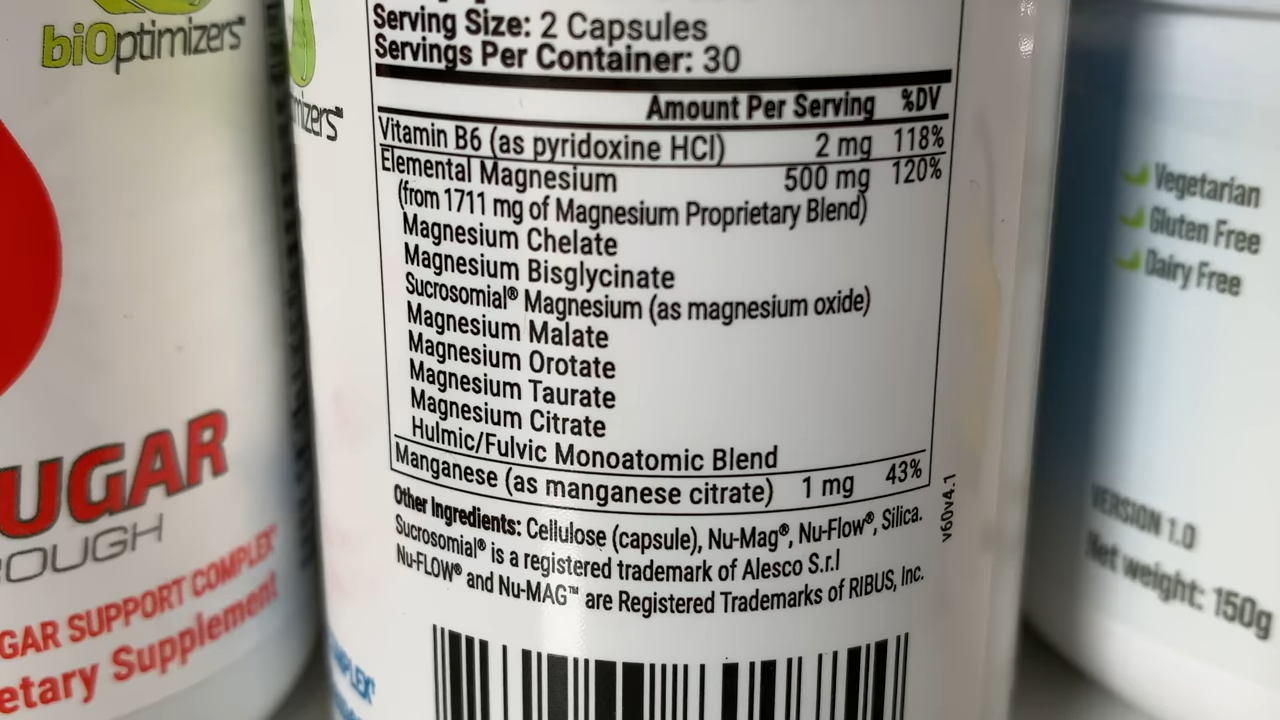 biOptimizers™
UGAR
ROUGH
GAR SUPPORT COMPLEX
etary Supplement
mizers™
Serving Size: 2 Capsules
Servings Per Container: 30
Amount Per Serving %DV
Vitamin B6 (as pyridoxine HCl) 2 mg 118%
Elemental Magnesium 500 mg 120%
(from 1711 mg of Magnesium Proprietary Blend)
Magnesium Chelate
Magnesium Bisglycinate
Sucrosomial® Magnesium (as magnesium oxide)
Magnesium Malate
Magnesium Orotate
Magnesium Taurate
Magnesium Citrate
Hulmic/Fulvic Monoatomic Blend
Manganese (as manganese citrate) 1 mg 43%
Other Ingredients: Cellulose (capsule), Nu-Mag®, Nu-Flow®, Silica.
Sucrosomial® is a registered trademark of Alesco S.r.l
Nu-FLOW® and Nu-MAG™ are Registered Trademarks of RIBUS, Inc.
v60v4.1
Vegetarian
Gluten Free
Dairy Free
VERSION 1.0
Net weight: 150g